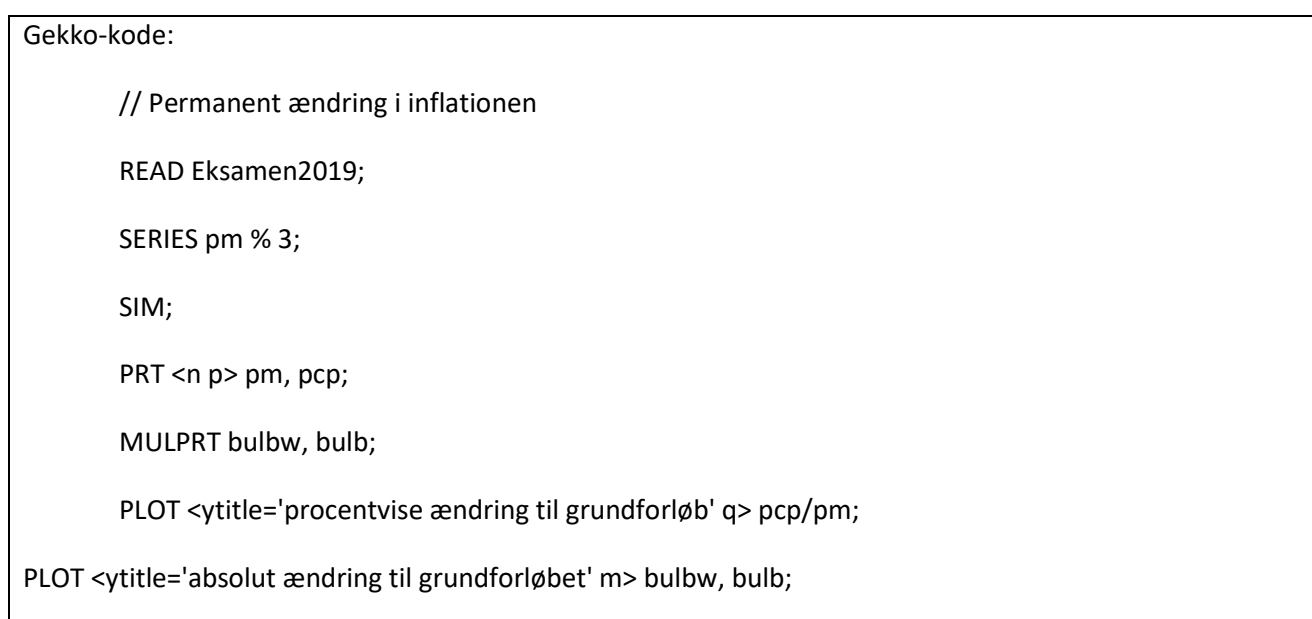 Gekko-kode:
// Permanent ændring i inflationen
READ Eksamen2019;
SERIES pm % 3;
SIM;
PRT <n p> pm, pcp;
MULPRT bulbw, bulb;
PLOT <ytitle='procentvise ændring til grundforløb' q> pcp/pm;
PLOT <ytitle='absolut ændring til grundforløbet' m> bulbw, bulb;